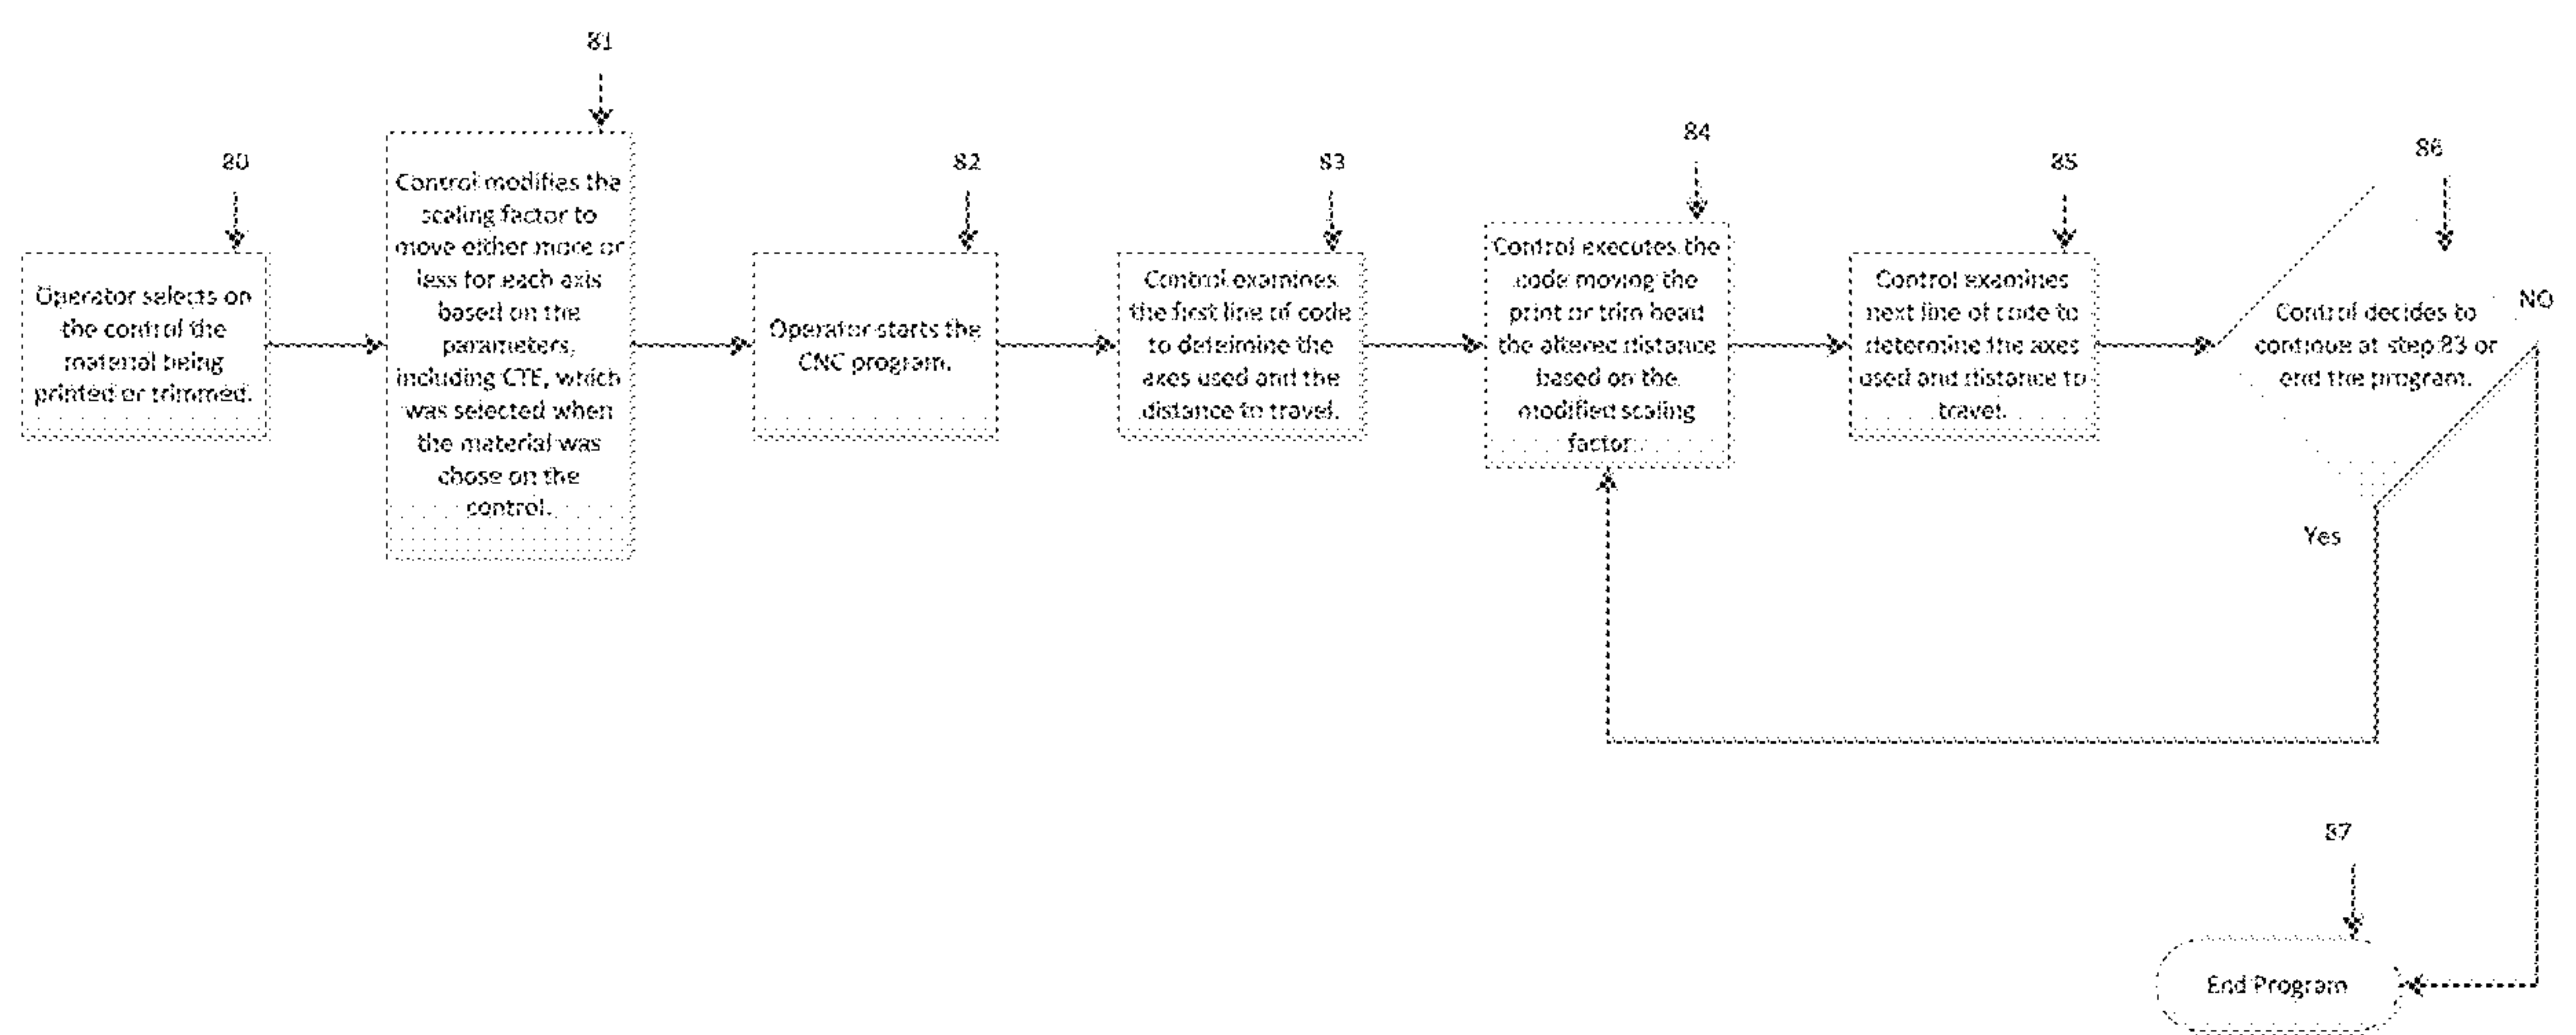 80
Operator selects on
the control the
material being
printed or trimmed.
81
Control modifies the
scaling factor to
move either more or
less for each axis
based on the
parameters,
including CTE, which
was selected when
the material was
chose on the
control.
82
Operator starts the
CNC program.
83
Control examines
the first line of code
to determine the
axes used and the
distance to travel.
84
Control executes the
code moving the
print or trim head
the altered distance
based on the
modified scaling
factor.
85
Control examines
next line of code to
determine the axes
used and distance to
travel.
86
Control decides to
continue at step 83 or
end the program.
NO
Yes
87
End Program